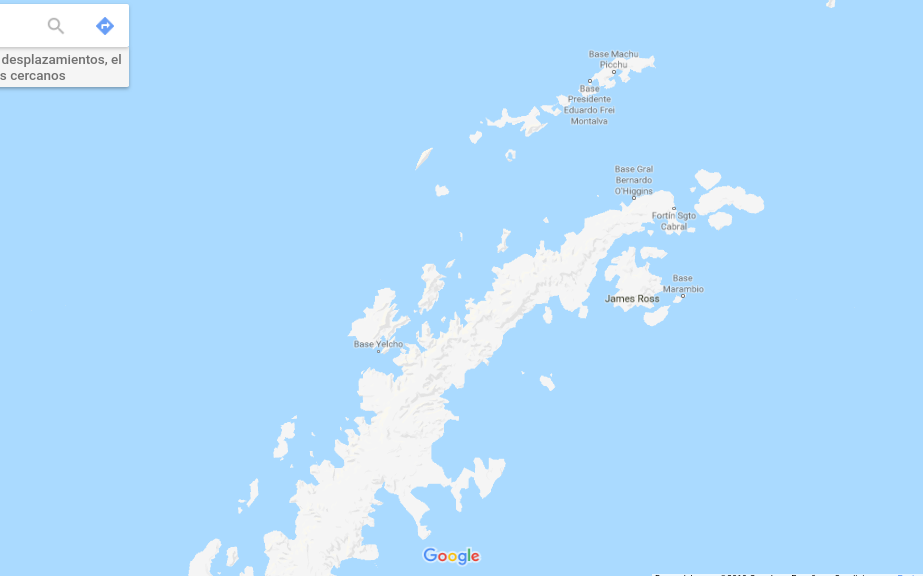 desplazamientos, el
s cercanos
Base Machu
Picchu
Base
Presidente
Eduardo Frei
Montalva
Base Gral
Bernardo
O'Higgins
Fortín Sgto
Cabral
Base
Marambio
James Ross
Base Yelcho
Google